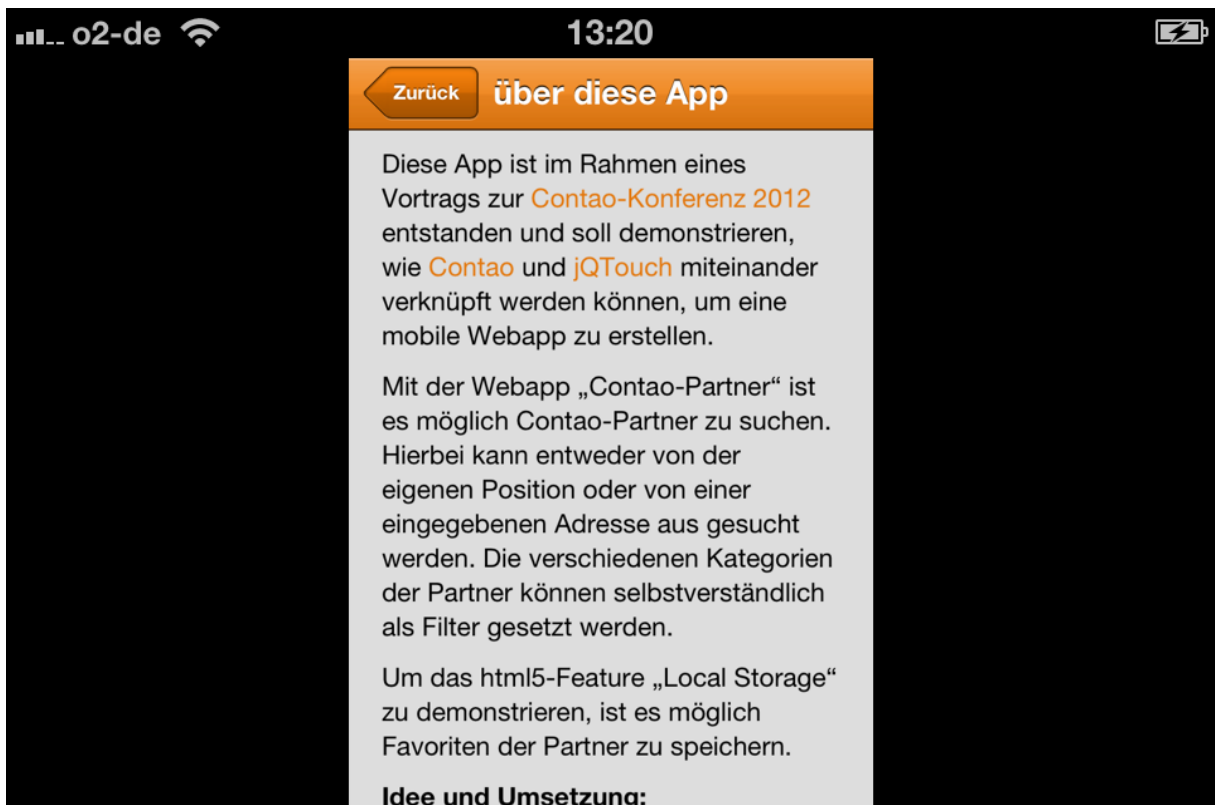 o2-de 13:20
Zurück über diese App
Diese App ist im Rahmen eines
Vortrags zur Contao-Konferenz 2012
entstanden und soll demonstrieren,
wie Contao und jQTouch miteinander
verknüpft werden können, um eine
mobile Webapp zu erstellen.
Mit der Webapp „Contao-Partner“ ist
es möglich Contao-Partner zu suchen.
Hierbei kann entweder von der
eigenen Position oder von einer
eingegebenen Adresse aus gesucht
werden. Die verschiedenen Kategorien
der Partner können selbstverständlich
als Filter gesetzt werden.
Um das html5-Feature „Local Storage“
zu demonstrieren, ist es möglich
Favoriten der Partner zu speichern.
Idee und Umsetzung: